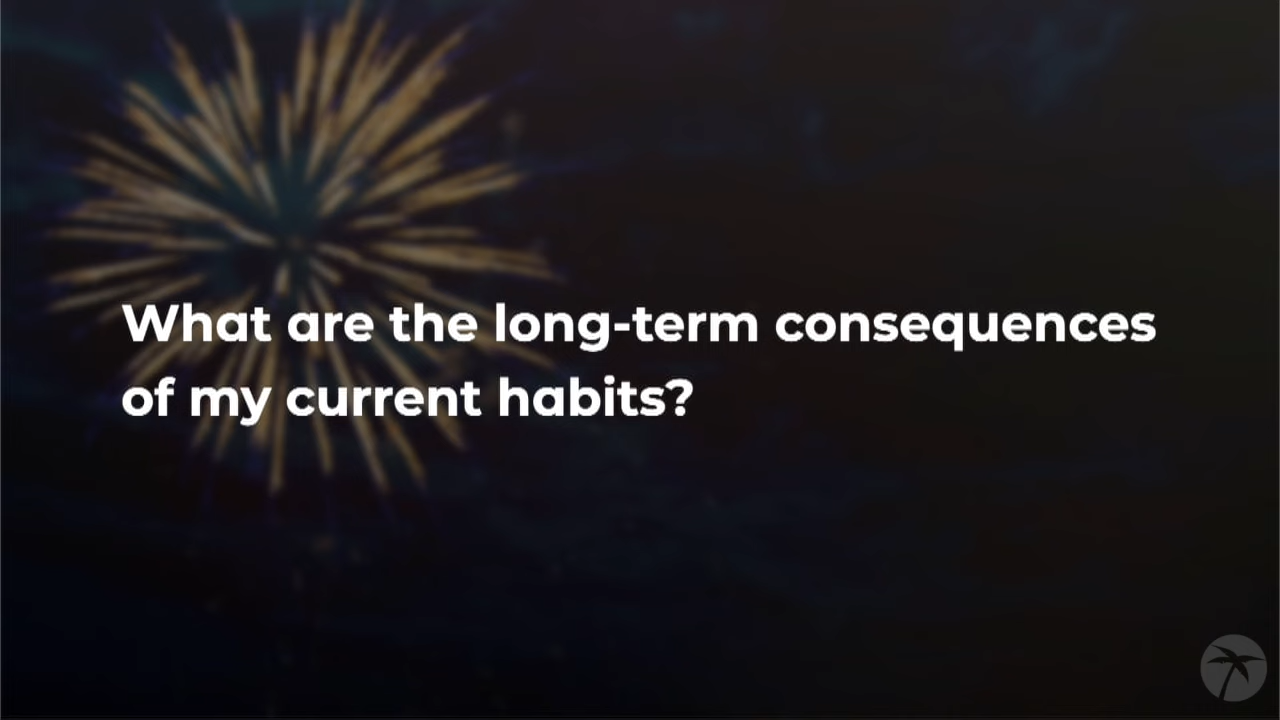 What are the long-term consequences
of my current habits?